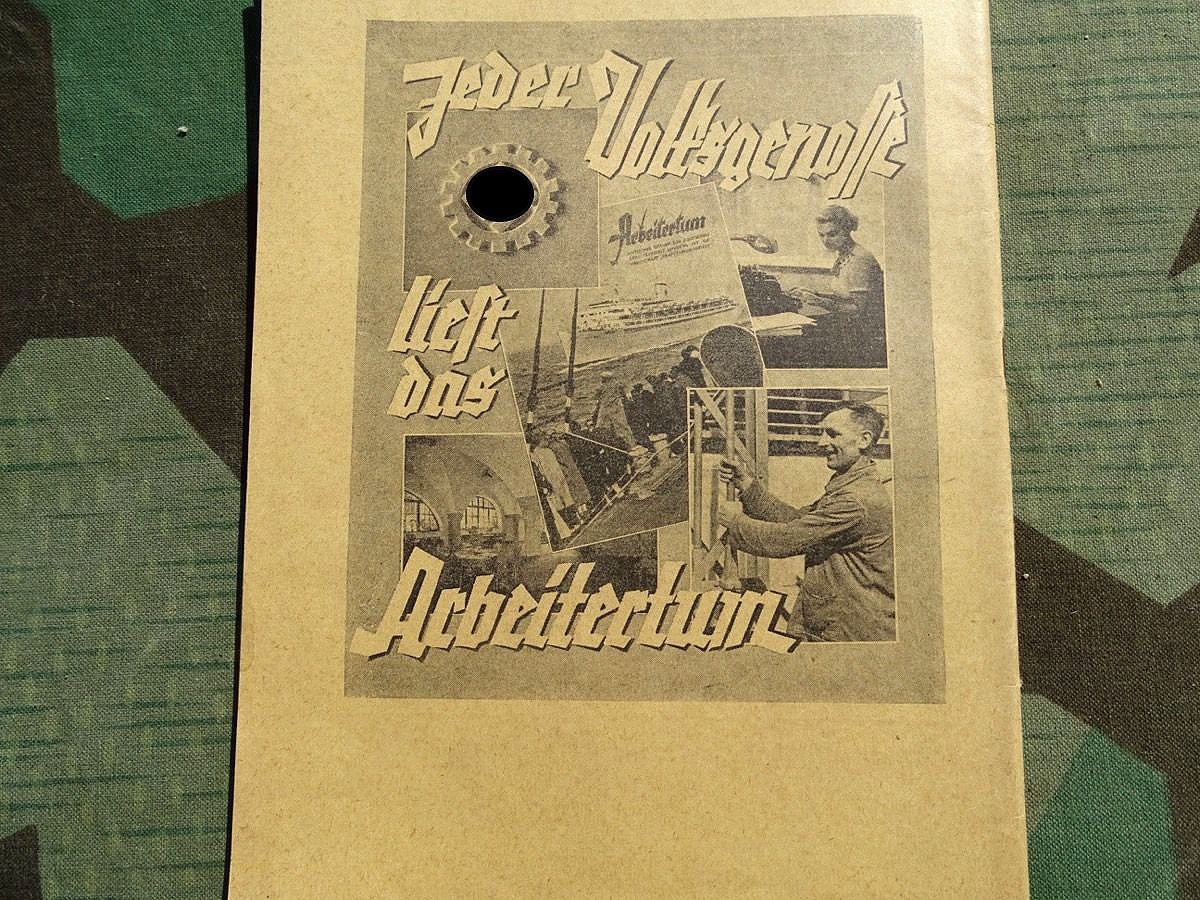 Jeder Volksgenosse
Arbeitertum
liest
das
Arbeitertum